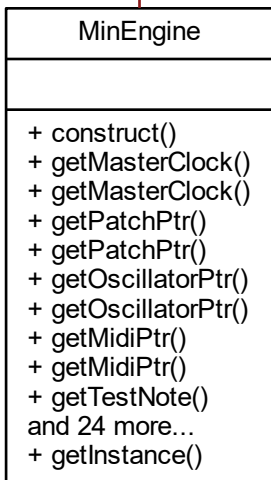 MinEngine
+ construct()
+ getMasterClock()
+ getMasterClock()
+ getPatchPtr()
+ getPatchPtr()
+ getOscillatorPtr()
+ getOscillatorPtr()
+ getMidiPtr()
+ getMidiPtr()
+ getTestNote()
and 24 more...
+ getInstance()